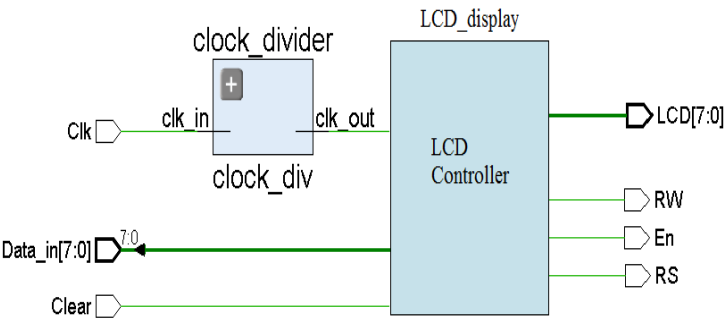 LCD_display
clock_divider
clk_in
clk_out
Clk
clock_div
LCD
Controller
LCD[7:0]
RW
En
RS
7:0
Data_in[7:0]
Clear